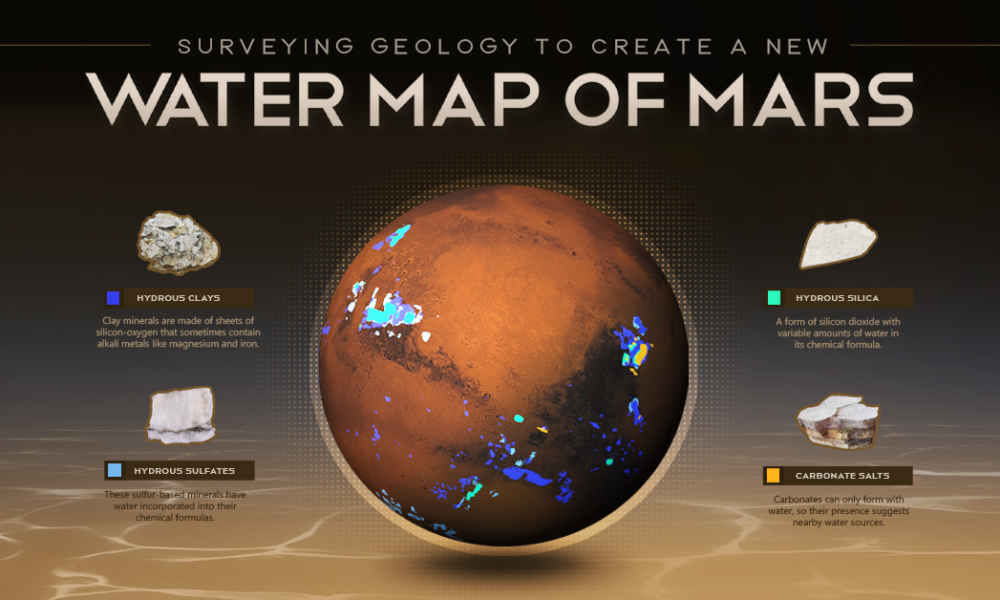 SURVEYING GEOLOGY TO CREATE A NEW
WATER MAP OF MARS
HYDROUS CLAYS
Clay minerals are made of sheets of
silicon-oxygen that sometimes contain
alkali metals like magnesium and iron.
HYDROUS SULFATES
These sulfur-based minerals have
water incorporated into their
chemical formulas.
HYDROUS SILICA
A form of silicon dioxide with
variable amounts of water in
its chemical formula.
CARBONATE SALTS
Carbonates can only form with
water, so their presence suggests
nearby water sources.